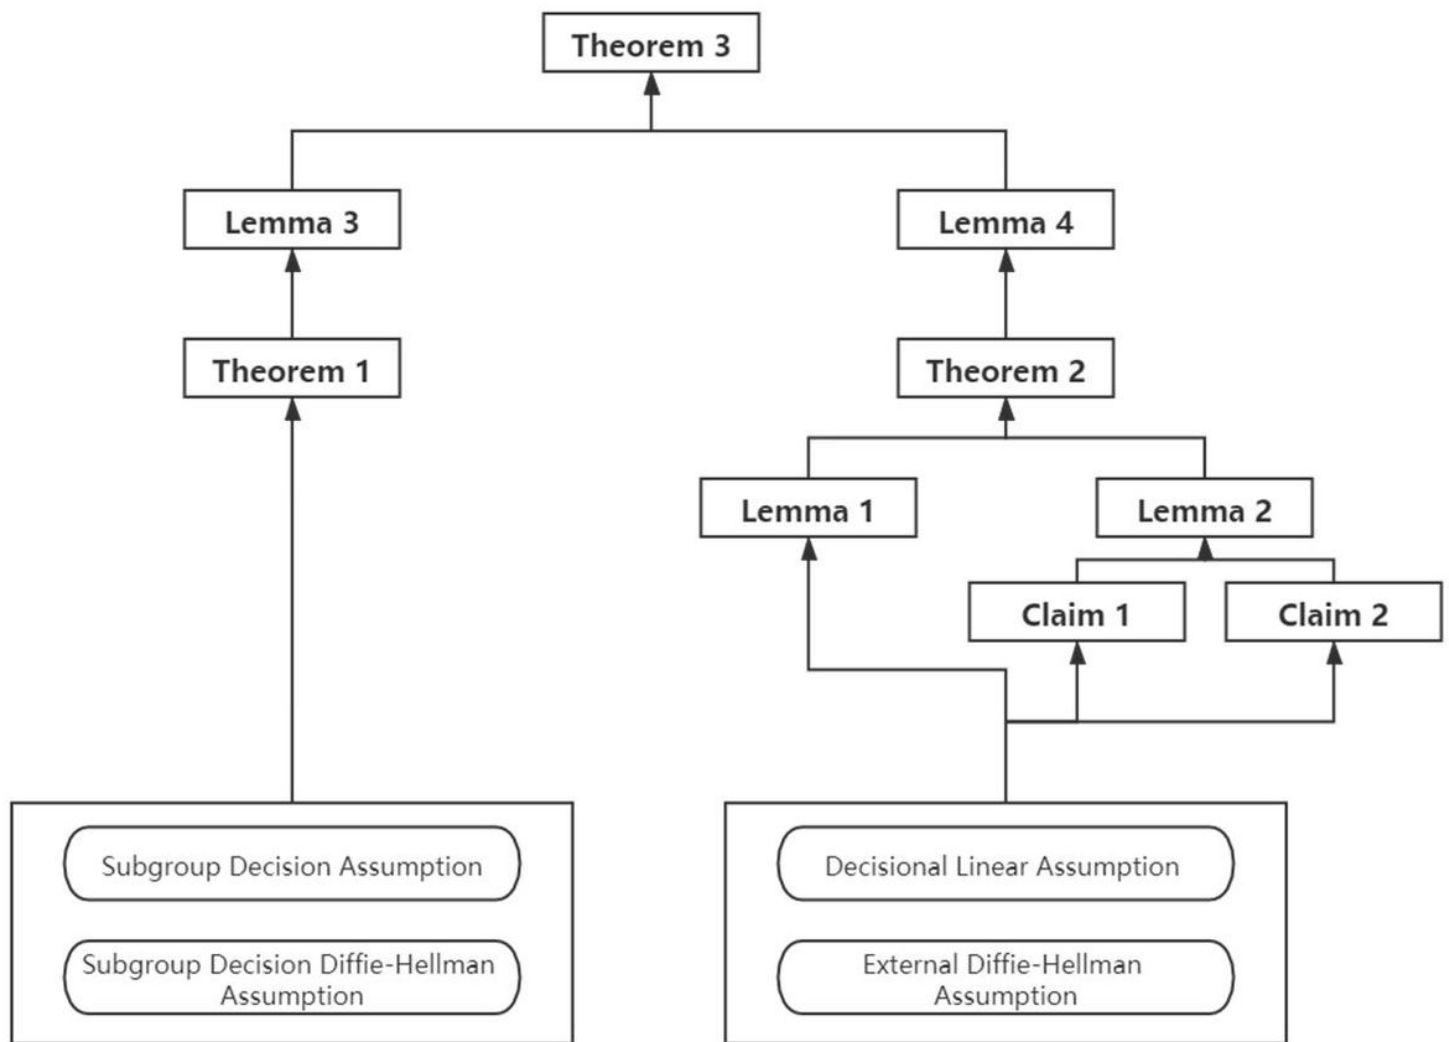 Theorem 3
Lemma 3
Lemma 4
Theorem 1
Theorem 2
Lemma 1
Lemma 2
Claim 1
Claim 2
Subgroup Decision Assumption
Decisional Linear Assumption
Subgroup Decision Diffie-Hellman
Assumption
External Diffie-Hellman
Assumption